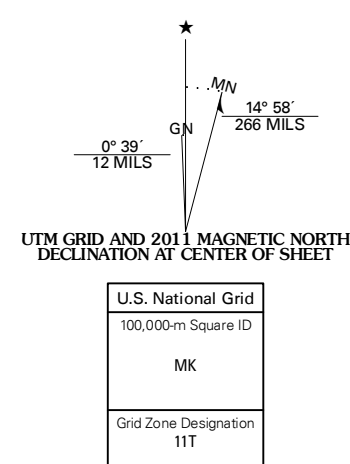 ★
MN
14° 58´
266 MILS
GN
0° 39´
12 MILS
UTM GRID AND 2011 MAGNETIC NORTH
DECLINATION AT CENTER OF SHEET
U.S. National Grid
100,000-m Square ID
MK
Grid Zone Designation
11T